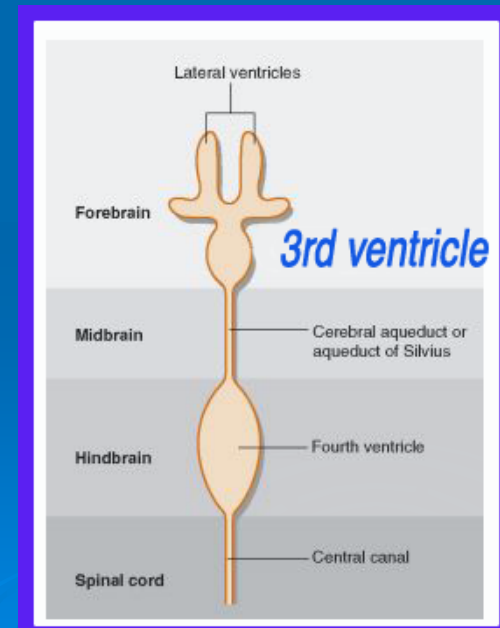 Lateral ventricles
Forebrain
3rd ventricle
Midbrain
Cerebral aqueduct or
aqueduct of Silvius
Hindbrain
Fourth ventricle
Spinal cord
Central canal